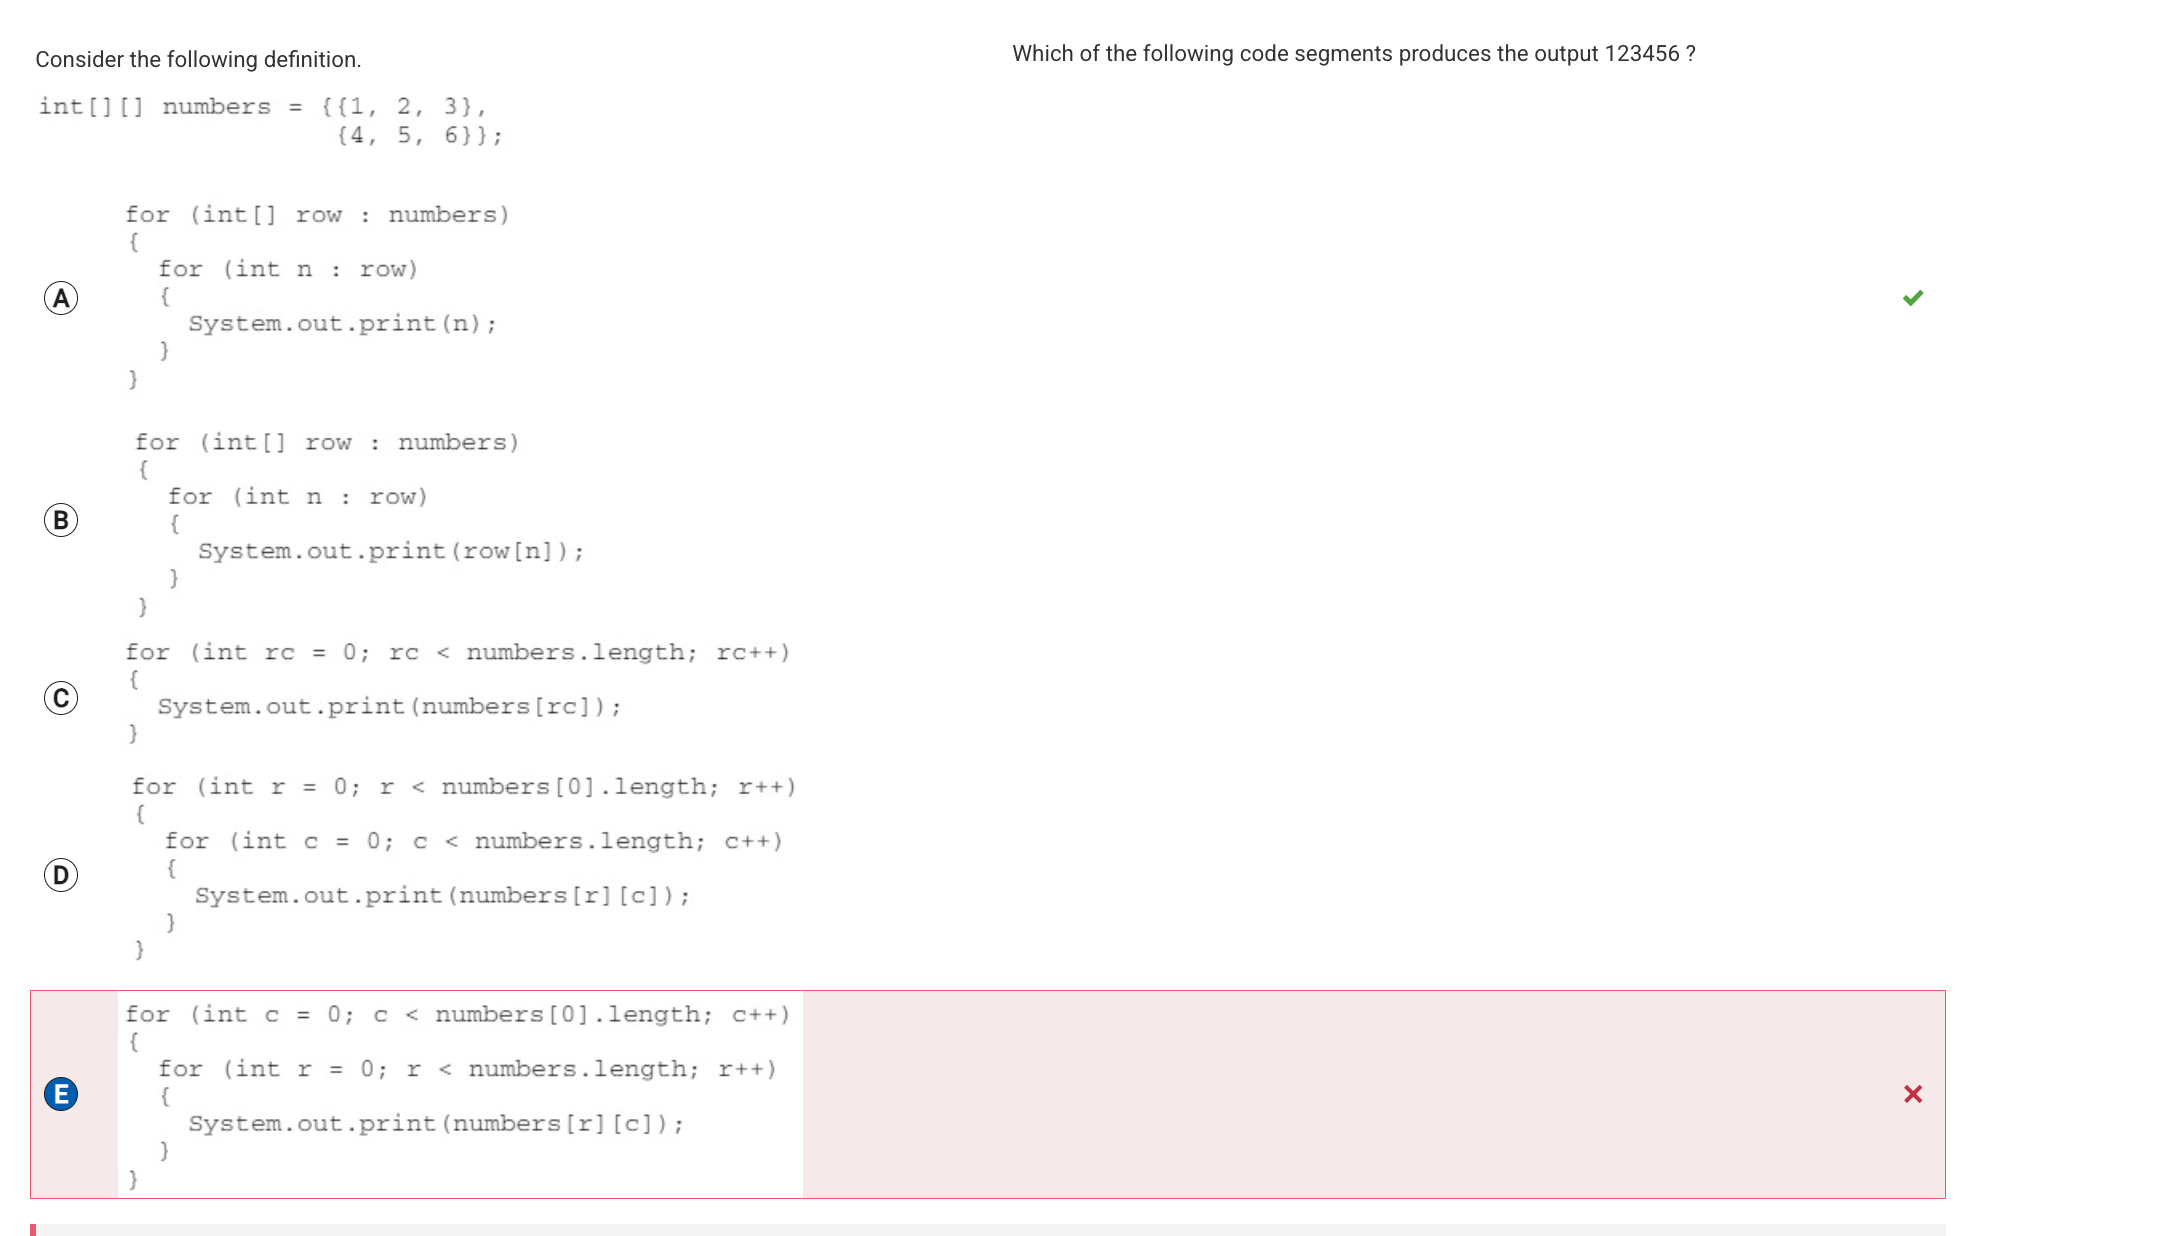 Consider the following definition.
Which of the following code segments produces the output 123456 ?
int[][] numbers = {{1, 2, 3},
                   {4, 5, 6}};
A
for (int[] row : numbers)
{
  for (int n : row)
  {
    System.out.print(n);
  }
}
B
for (int[] row : numbers)
{
  for (int n : row)
  {
    System.out.print(row[n]);
  }
}
C
for (int rc = 0; rc < numbers.length; rc++)
{
  System.out.print(numbers[rc]);
}
D
for (int r = 0; r < numbers[0].length; r++)
{
  for (int c = 0; c < numbers.length; c++)
  {
    System.out.print(numbers[r][c]);
  }
}
E
for (int c = 0; c < numbers[0].length; c++)
{
  for (int r = 0; r < numbers.length; r++)
  {
    System.out.print(numbers[r][c]);
  }
}